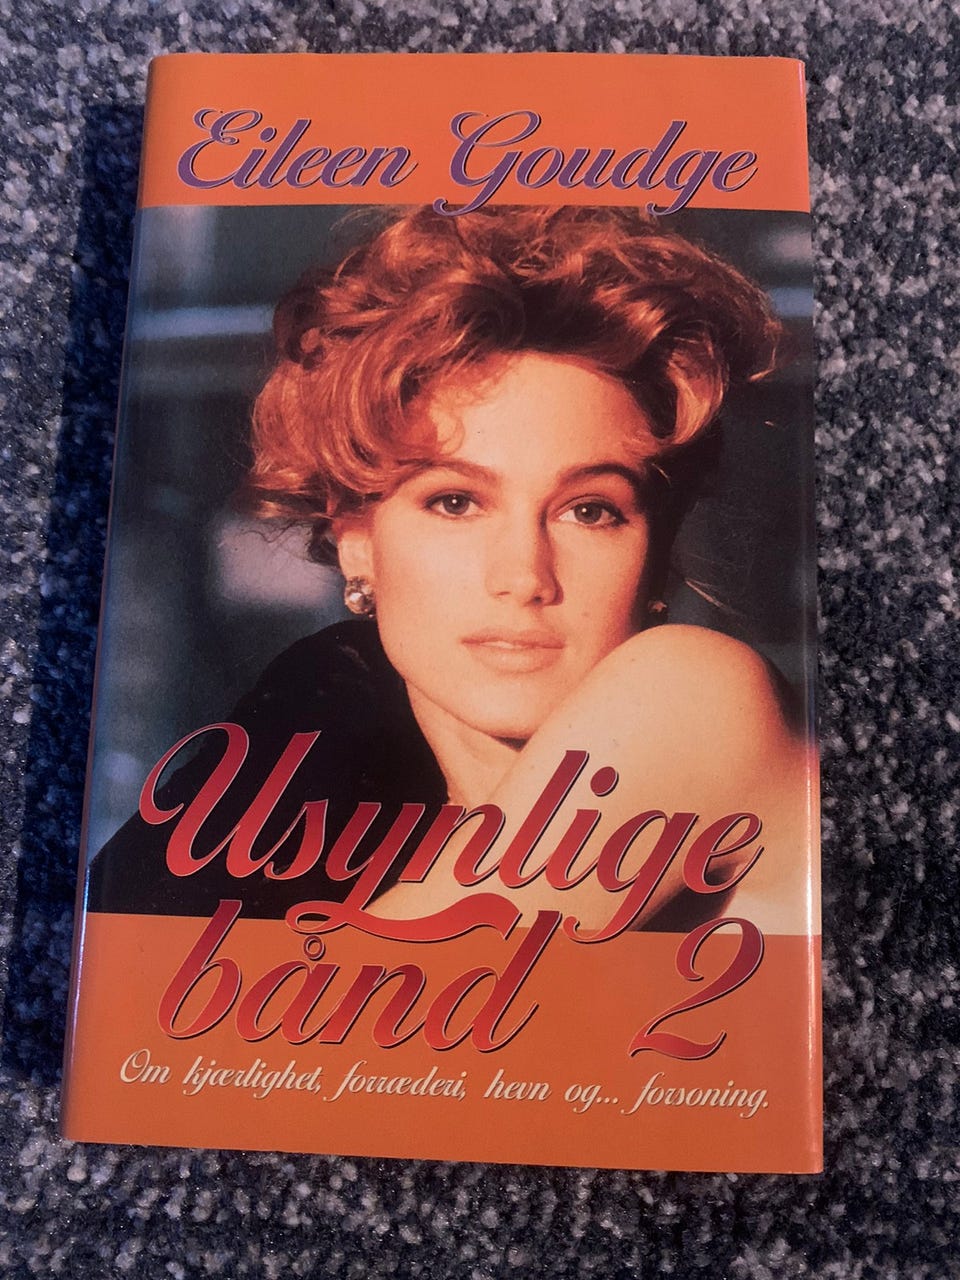 Eileen Goudge
Usynlige
bånd 2
Om kjærlighet, forræderi, hevn og... forsoning.